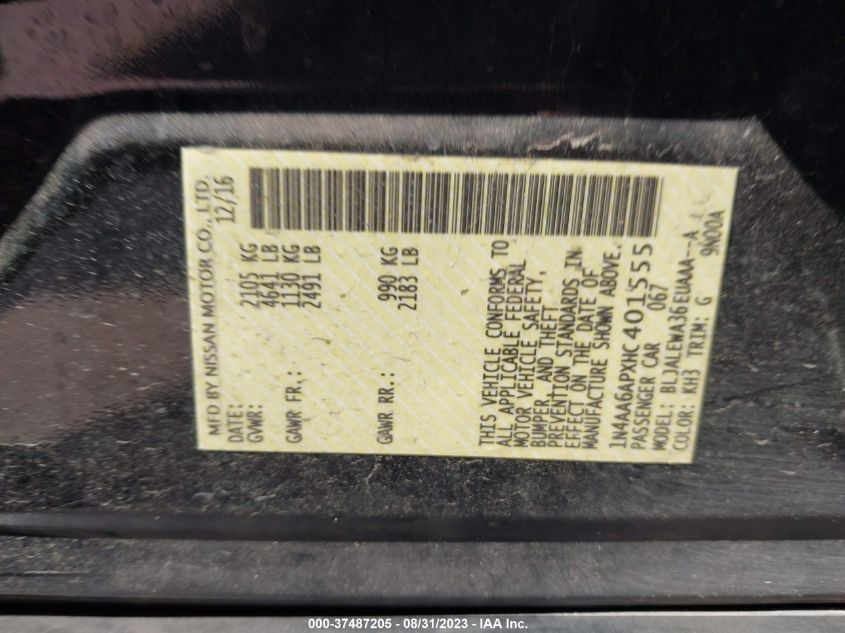 MFD BY NISSAN MOTOR CO., LTD.
DATE: 12/16
GVWR: 2105 KG
4641 LB
GAWR FR.: 1130 KG
2491 LB
GAWR RR.: 990 KG
2183 LB
THIS VEHICLE CONFORMS TO
ALL APPLICABLE FEDERAL
MOTOR VEHICLE SAFETY,
BUMPER, AND THEFT
PREVENTION STANDARDS IN
EFFECT ON THE DATE OF
MANUFACTURE SHOWN ABOVE.
1N4AA6APXHC401555
PASSENGER CAR 067
MODEL: BLJALEWA36EUAAA--A
COLOR: KH3 TRIM: G 9N00A
000-37487205 - 08/31/2023 - IAA Inc.